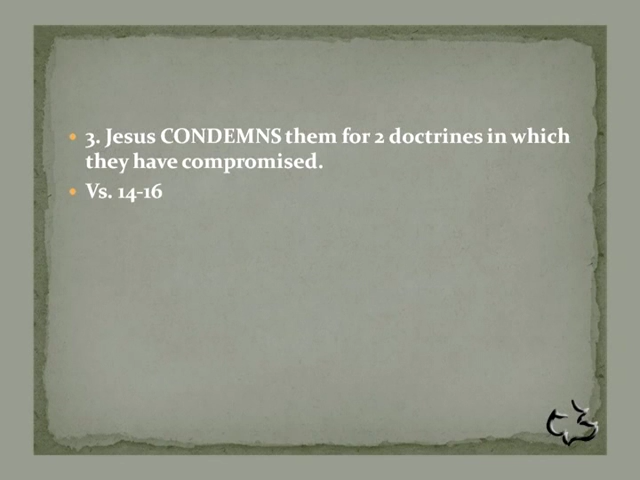 3. Jesus CONDEMNS them for 2 doctrines in which
they have compromised.
Vs. 14-16